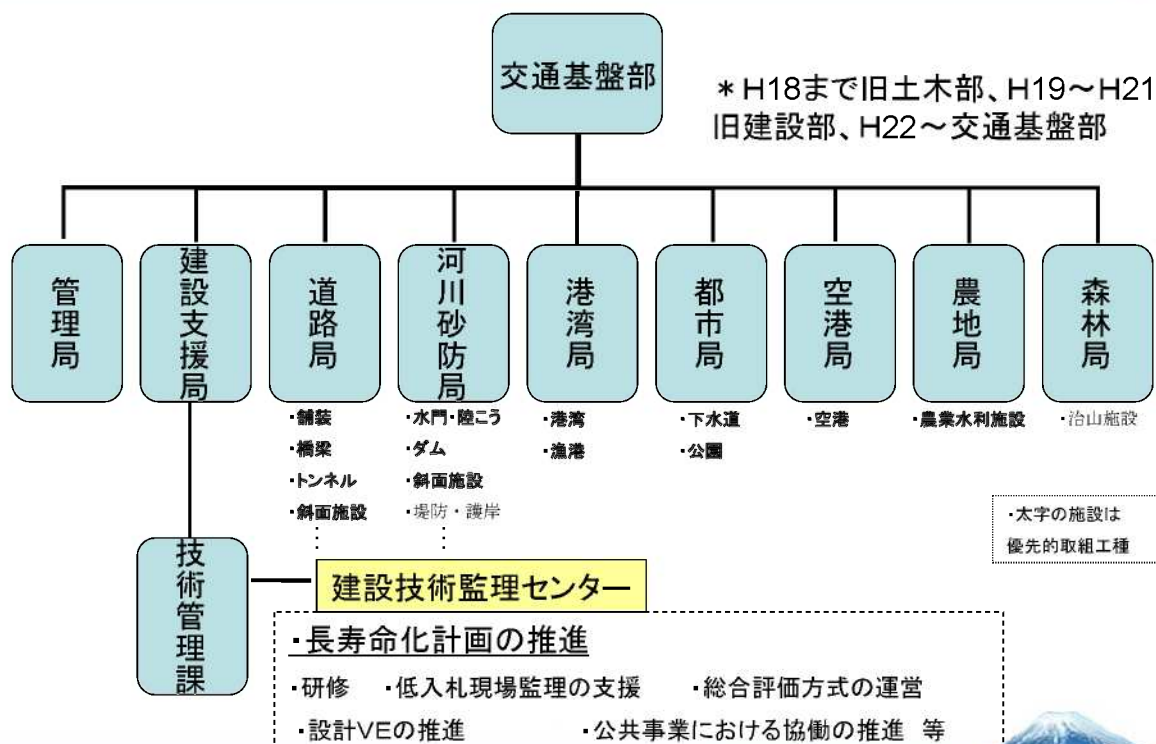 交通基盤部
*H18まで旧土木部、H19～H21
旧建設部、H22～交通基盤部
管理局
建設支援局
道路局
河川砂防局
港湾局
都市局
空港局
農地局
森林局
・舗装
・橋梁
・トンネル
・斜面施設
・水門・陸こう
・ダム
・斜面施設
・堤防・護岸
・港湾
・漁港
・下水道
・公園
・空港
・農業水利施設
・治山施設
・太字の施設は
優先的取組工種
技術管理課
建設技術監理センター
・長寿命化計画の推進
・研修 ・低入札現場監理の支援 ・総合評価方式の運営
・設計VEの推進 ・公共事業における協働の推進 等